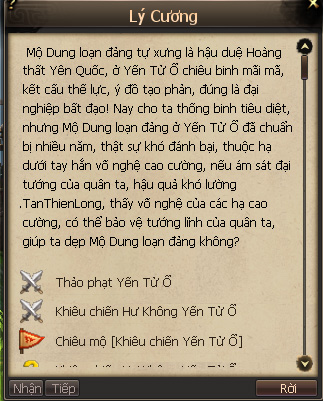 Lý Cương
Mộ Dung loạn đảng tự xưng là hậu duệ Hoàng
thất Yên Quốc, ở Yến Tử Ổ chiêu binh mãi mã,
kết cấu thế lực, ý đồ tạo phản, đúng là đại
nghiệp bất đạo! Nay cho ta thống binh tiêu diệt,
nhưng Mộ Dung loạn đảng ở Yến Tử Ổ đã chuẩn
bị nhiều năm, thật sự khó đánh bại, thuộc hạ
dưới tay hắn võ nghệ cao cường, nếu ám sát đại
tướng của quân ta, hậu quả khó lường
.TanThienLong, thấy võ nghệ của các hạ cao
cường, có thể bảo vệ tướng lĩnh của quân ta,
giúp ta dẹp Mộ Dung loạn đảng không?
Thảo phạt Yến Tử Ổ
Khiêu chiến Hư Không Yến Tử Ổ
Chiêu mộ [Khiêu chiến Yến Tử Ổ]
Nhận Tiếp Rời